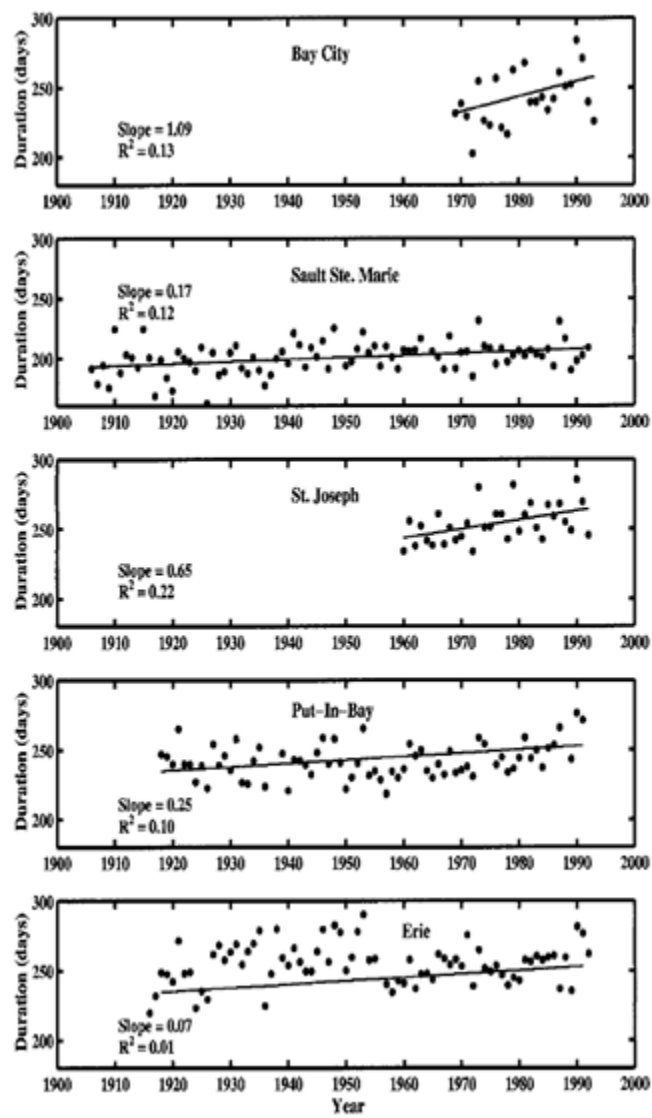 300
Bay City
Duration (days)
250
Slope = 1.09
R² = 0.13
200
1900 1910 1920 1930 1940 1950 1960 1970 1980 1990 2000
300
Sault Ste. Marie
Duration (days)
Slope = 0.17
250
R² = 0.12
200
1900 1910 1920 1930 1940 1950 1960 1970 1980 1990 2000
300
St. Joseph
Duration (days)
250
Slope = 0.65
R² = 0.22
200
1900 1910 1920 1930 1940 1950 1960 1970 1980 1990 2000
300
Put-In-Bay
Duration (days)
250
Slope = 0.25
R² = 0.10
200
1900 1910 1920 1930 1940 1950 1960 1970 1980 1990 2000
300
Erie
Duration (days)
250
Slope = 0.07
R² = 0.01
200
1900 1910 1920 1930 1940 1950 1960 1970 1980 1990 2000
Year